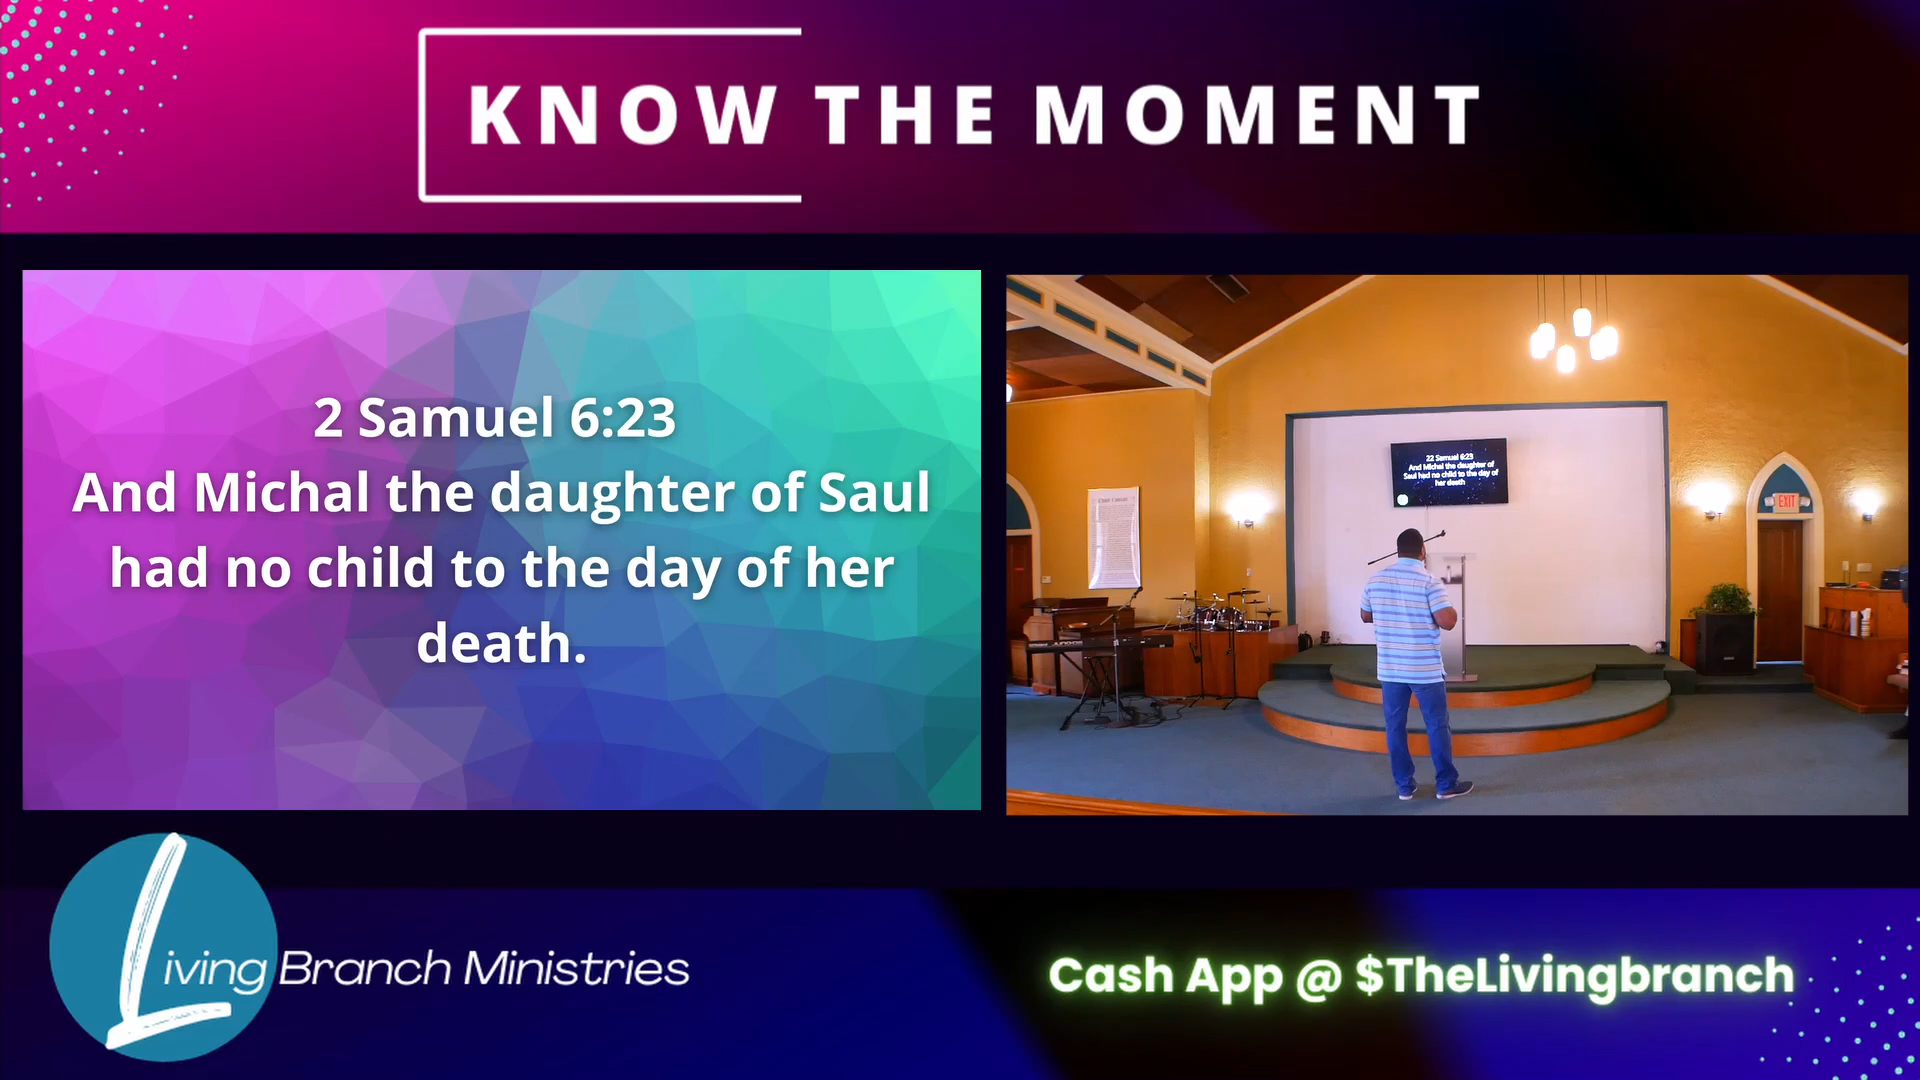 KNOW THE MOMENT
2 Samuel 6:23
And Michal the daughter of Saul
had no child to the day of her
death.
22 Samuel 6:23
And Michal the daughter of
Saul had no child to the day of
her death
EXIT
Living Branch Ministries
Cash App @ $TheLivingbranch